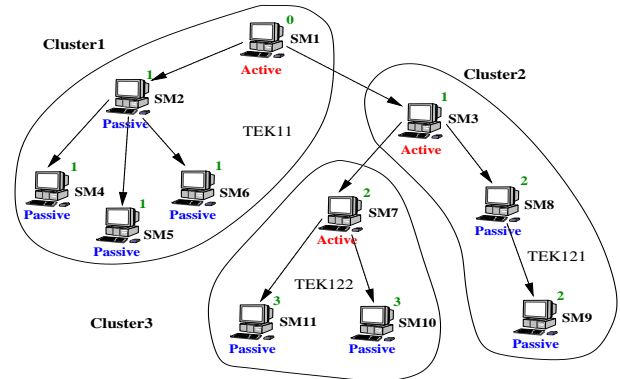 0
Cluster1
SM1
Active
Cluster2
1
SM2
Passive
1
SM3
Active
TEK11
1
SM4
Passive
1
SM5
Passive
1
SM6
Passive
2
SM7
Active
2
SM8
Passive
TEK121
TEK122
3
SM11
Passive
3
SM10
Passive
2
SM9
Passive
Cluster3